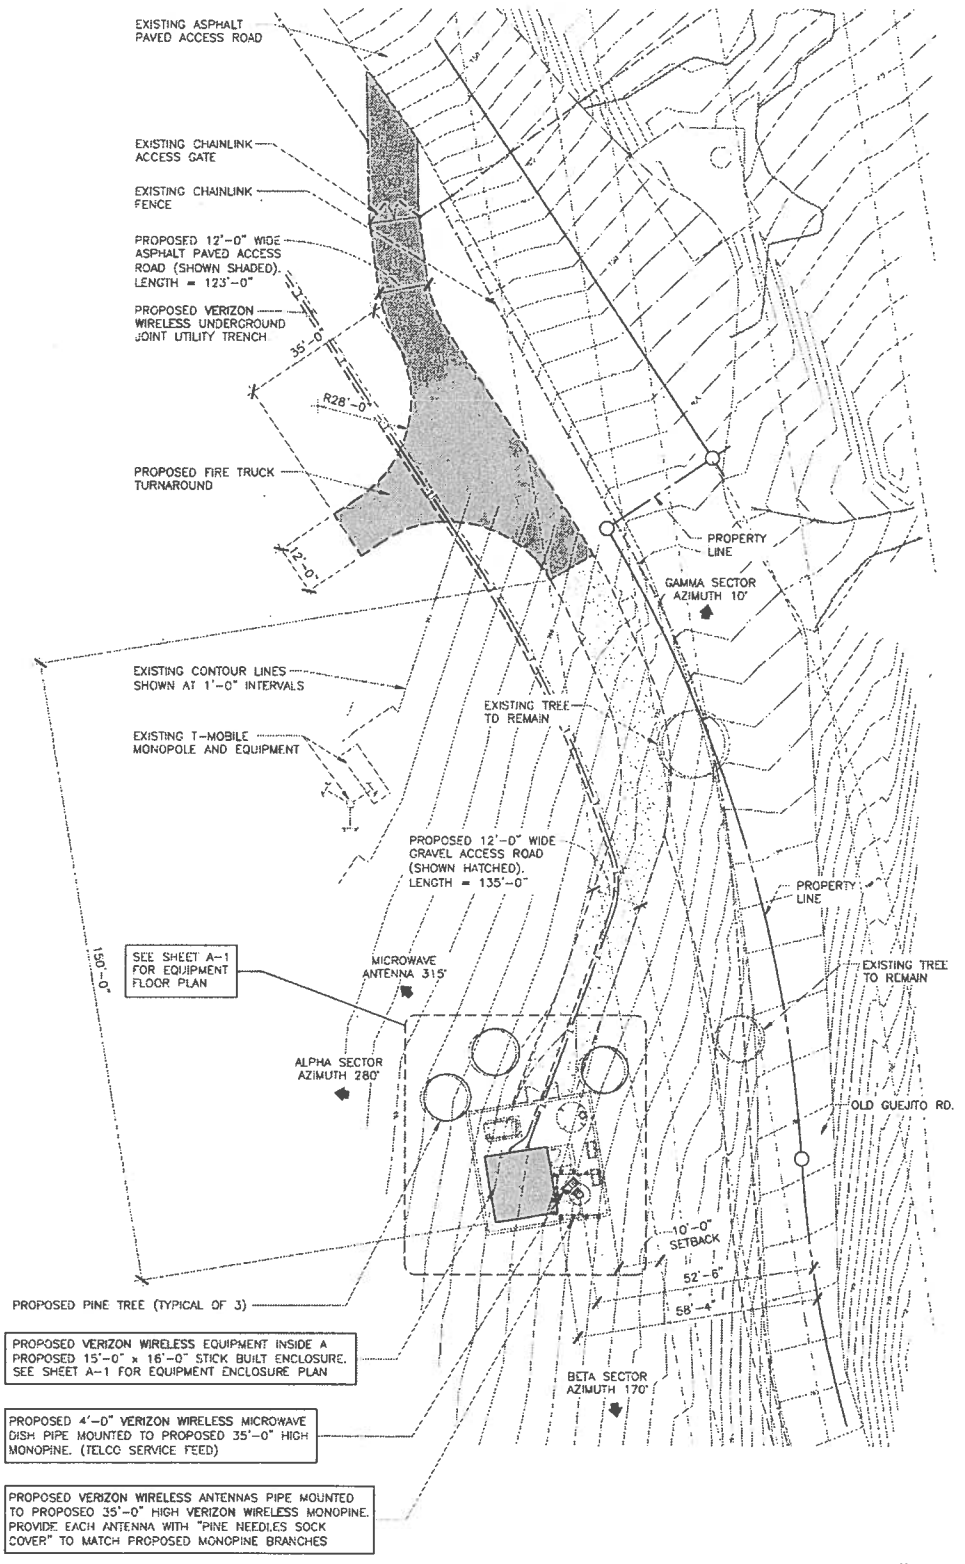 EXISTING ASPHALT
PAVED ACCESS ROAD
EXISTING CHAINLINK
ACCESS GATE
EXISTING CHAINLINK
FENCE
PROPOSED 12'-0" WIDE
ASPHALT PAVED ACCESS
ROAD (SHOWN SHADED).
LENGTH = 123'-0"
PROPOSED VERIZON
WIRELESS UNDERGROUND
JOINT UTILITY TRENCH
35'-0"
R28'-0"
PROPOSED FIRE TRUCK
TURNAROUND
12'-0"
PROPERTY
LINE
GAMMA SECTOR
AZIMUTH 10°
EXISTING CONTOUR LINES
SHOWN AT 1'-0" INTERVALS
EXISTING TREE
TO REMAIN
EXISTING T-MOBILE
MONOPOLE AND EQUIPMENT
PROPOSED 12'-0" WIDE
GRAVEL ACCESS ROAD
(SHOWN HATCHED).
LENGTH = 135'-0"
PROPERTY
LINE
150'-0"
SEE SHEET A-1
FOR EQUIPMENT
FLOOR PLAN
MICROWAVE
ANTENNA 315°
EXISTING TREE
TO REMAIN
ALPHA SECTOR
AZIMUTH 280°
OLD GUEJITO RD.
10'-0"
SETBACK
52'-6"
58'-4"
PROPOSED PINE TREE (TYPICAL OF 3)
PROPOSED VERIZON WIRELESS EQUIPMENT INSIDE A
PROPOSED 15'-0" x 16'-0" STICK BUILT ENCLOSURE.
SEE SHEET A-1 FOR EQUIPMENT ENCLOSURE PLAN
BETA SECTOR
AZIMUTH 170°
PROPOSED 4'-0" VERIZON WIRELESS MICROWAVE
DISH PIPE MOUNTED TO PROPOSED 35'-0" HIGH
MONOPINE. (TELCO SERVICE FEED)
PROPOSED VERIZON WIRELESS ANTENNAS PIPE MOUNTED
TO PROPOSED 35'-0" HIGH VERIZON WIRELESS MONOPINE.
PROVIDE EACH ANTENNA WITH "PINE NEEDLES SOCK
COVER" TO MATCH PROPOSED MONOPINE BRANCHES